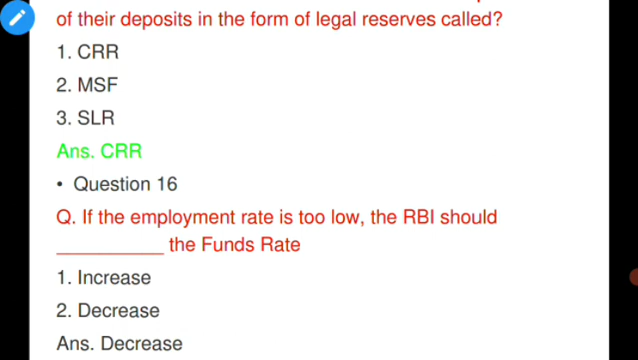 of their deposits in the form of legal reserves called?
1. CRR
2. MSF
3. SLR
Ans. CRR
• Question 16
Q. If the employment rate is too low, the RBI should
__________ the Funds Rate
1. Increase
2. Decrease
Ans. Decrease